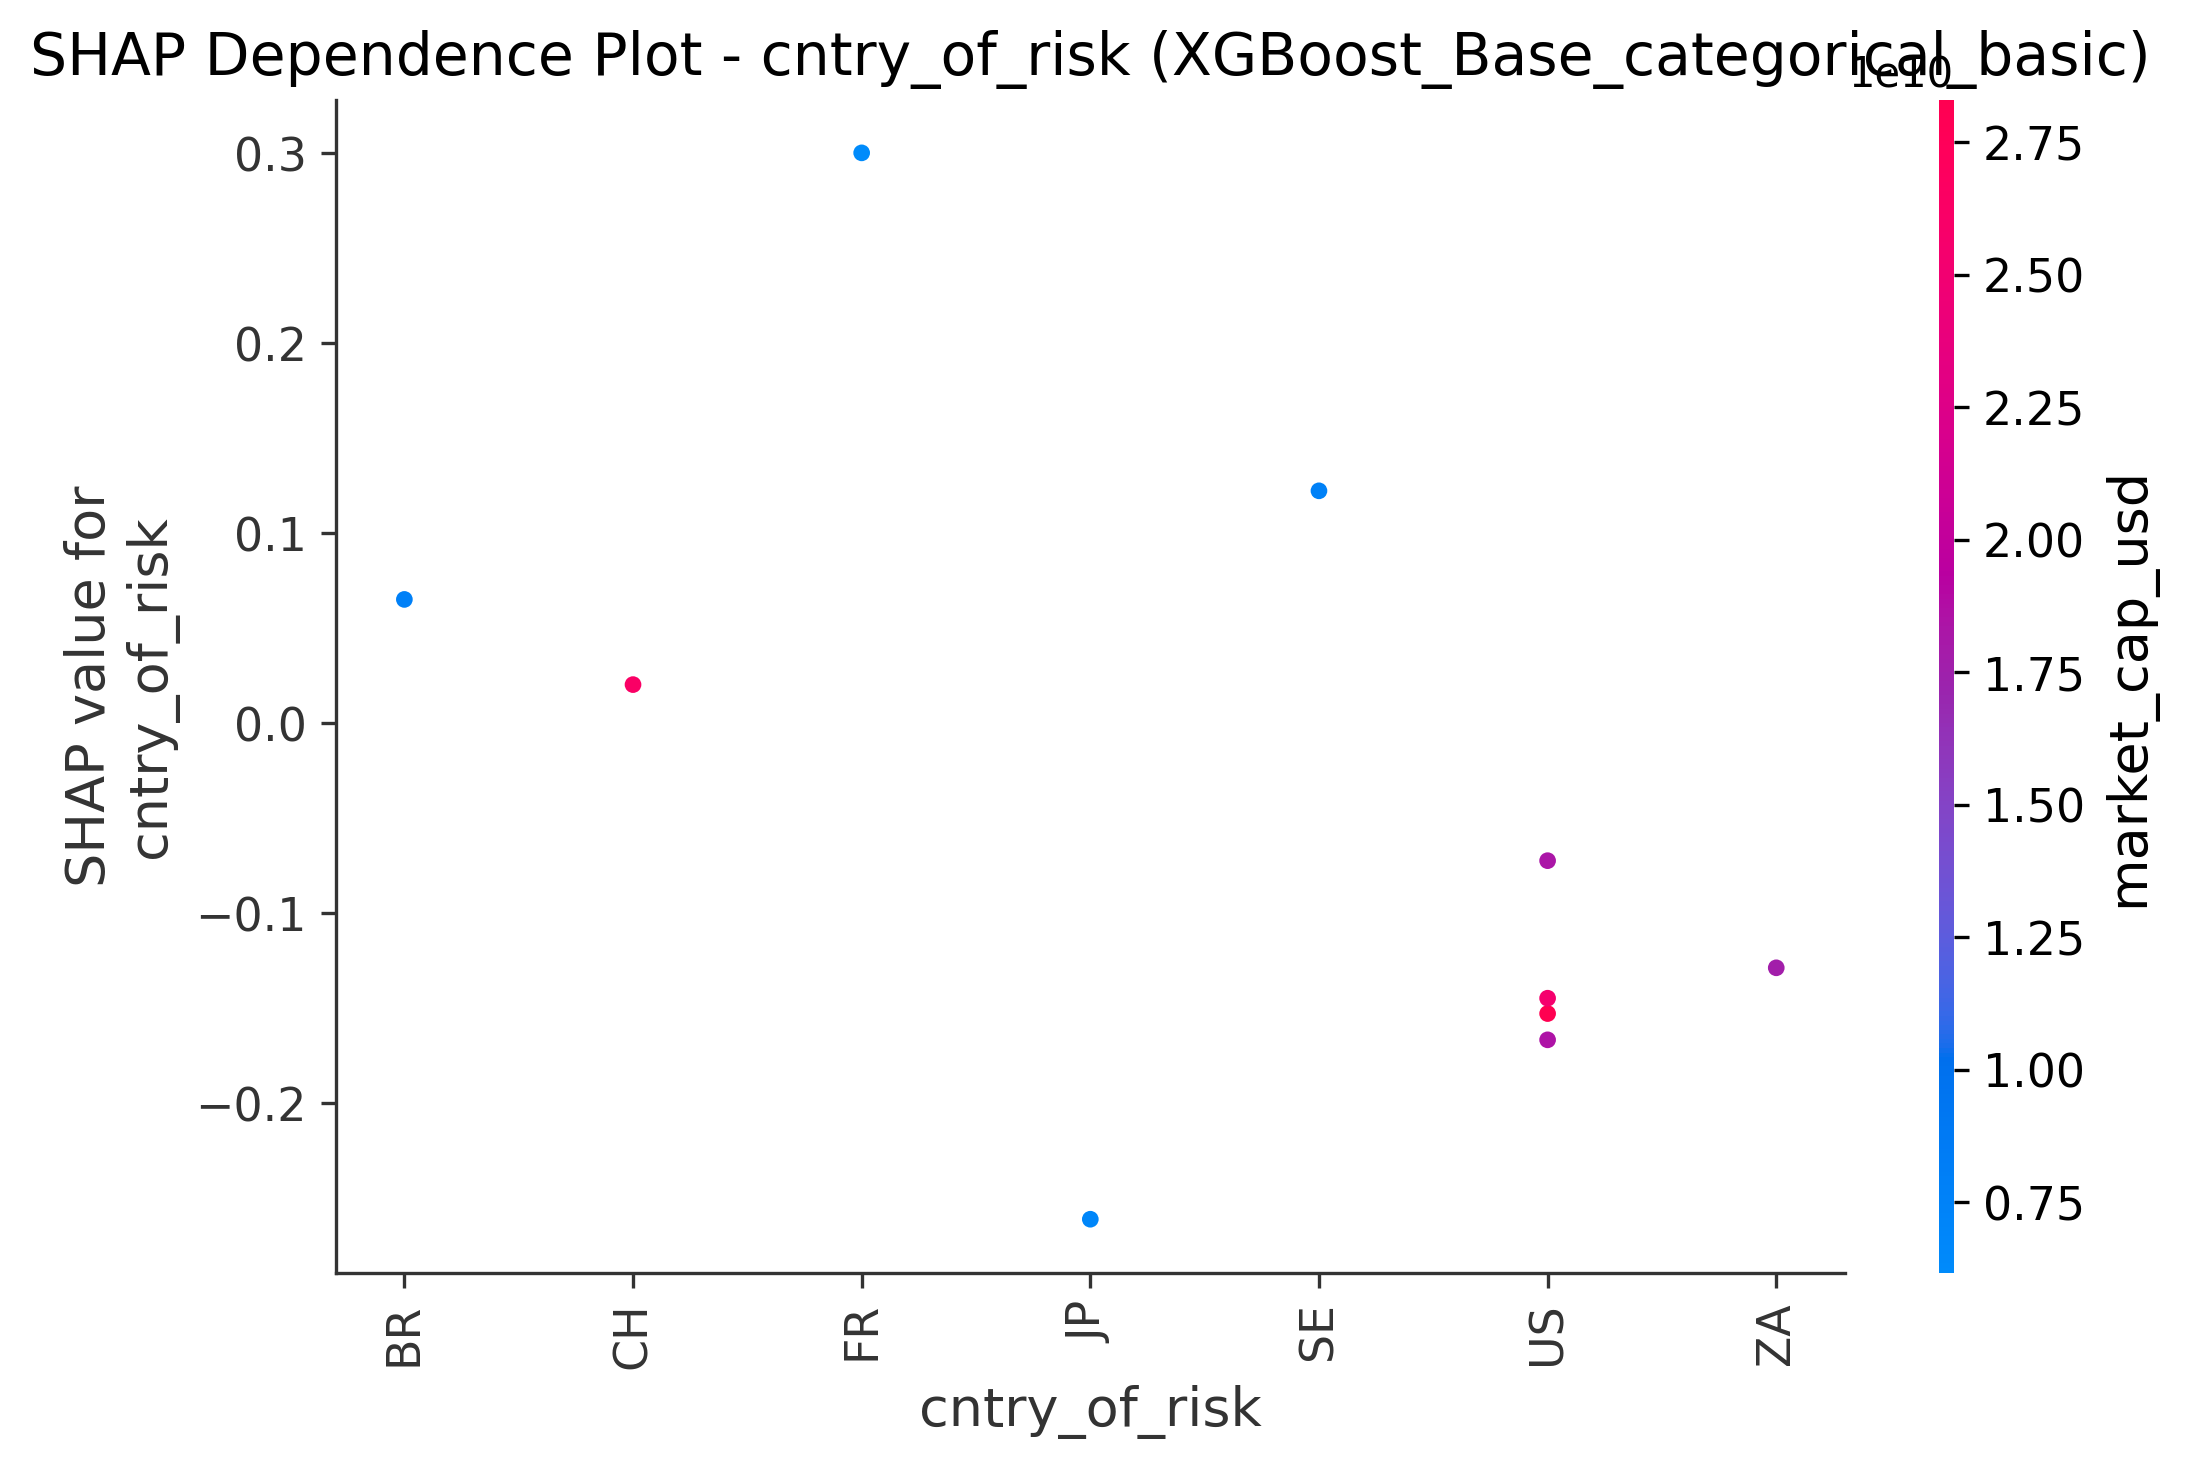 SHAP Dependence Plot - cntry_of_risk (XGBoost_Base_categorical_basic)
1e10
0.3
0.2
0.1
0.0
−0.1
−0.2
SHAP value for
cntry_of_risk
BR
CH
FR
JP
SE
US
ZA
cntry_of_risk
2.75
2.50
2.25
2.00
1.75
1.50
1.25
1.00
0.75
market_cap_usd